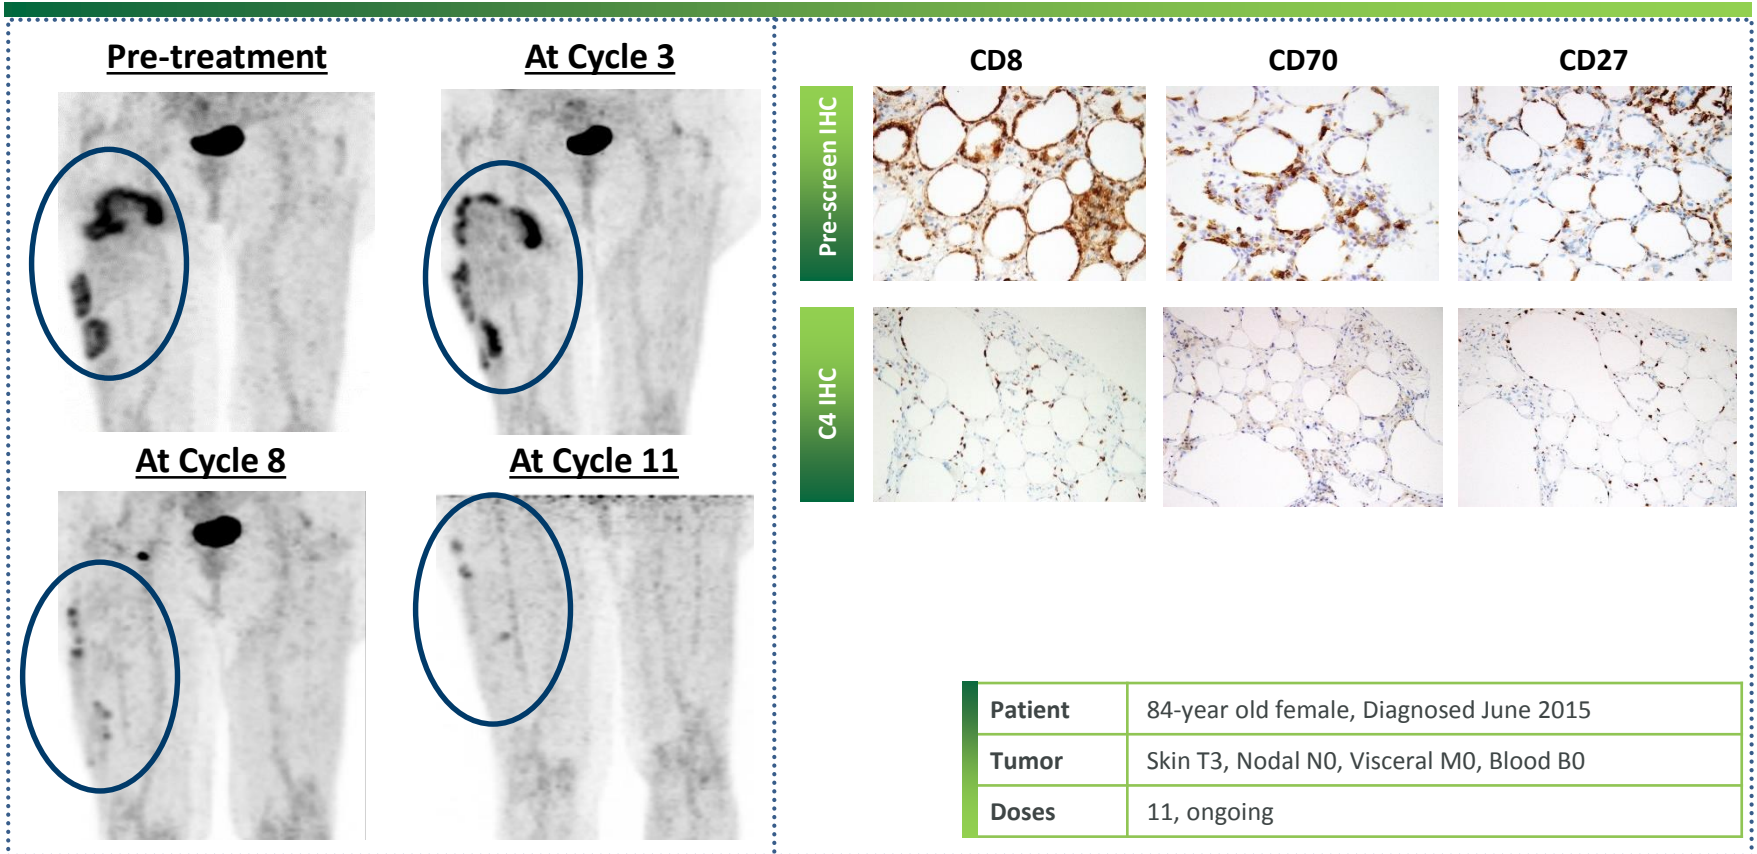 Pre-treatment
At Cycle 3
At Cycle 8
At Cycle 11
CD8
CD70
CD27
Pre-screen IHC
C4 IHC
Patient
84-year old female, Diagnosed June 2015
Tumor
Skin T3, Nodal N0, Visceral M0, Blood B0
Doses
11, ongoing